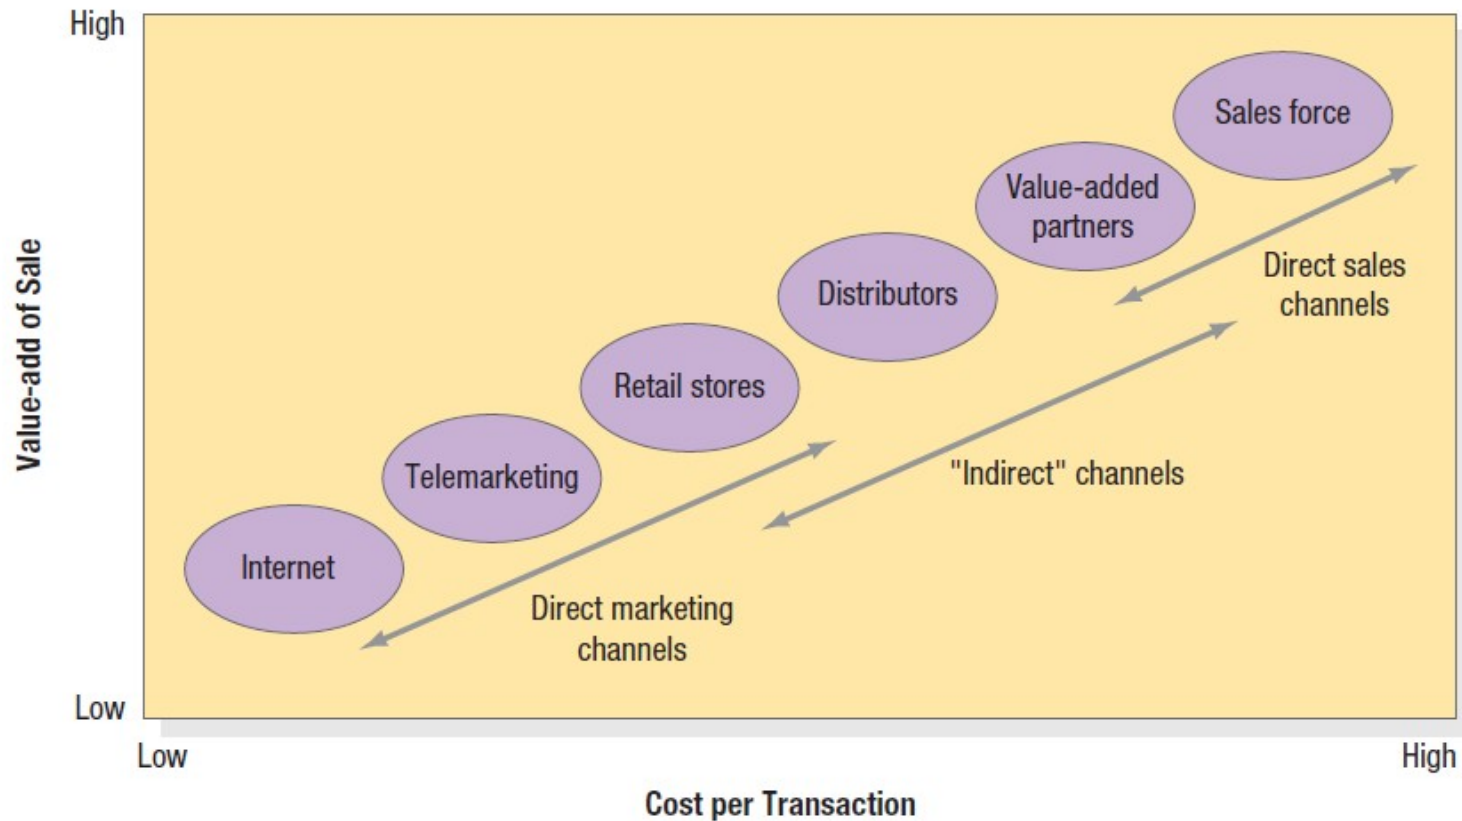 High
Sales force
Value-added
partners
Direct sales
channels
Distributors
Value-add of Sale
Retail stores
"Indirect" channels
Telemarketing
Internet
Direct marketing
channels
Low
Low
High
Cost per Transaction